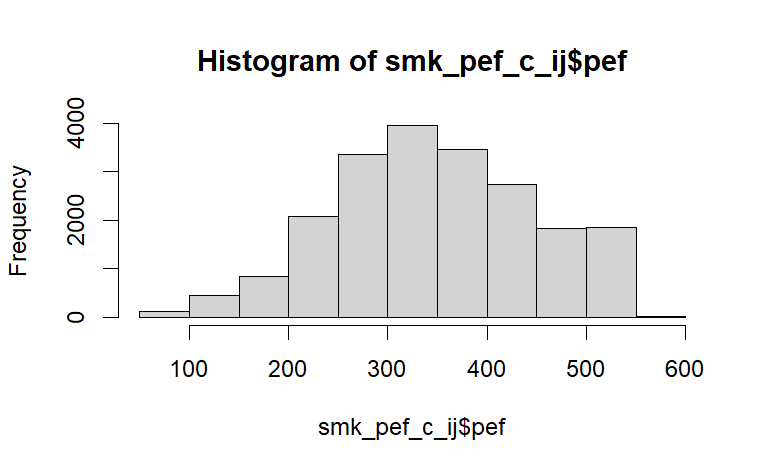 Histogram of smk_pef_c_ij$pef
Frequency
4000
2000
0
100 200 300 400 500 600
smk_pef_c_ij$pef